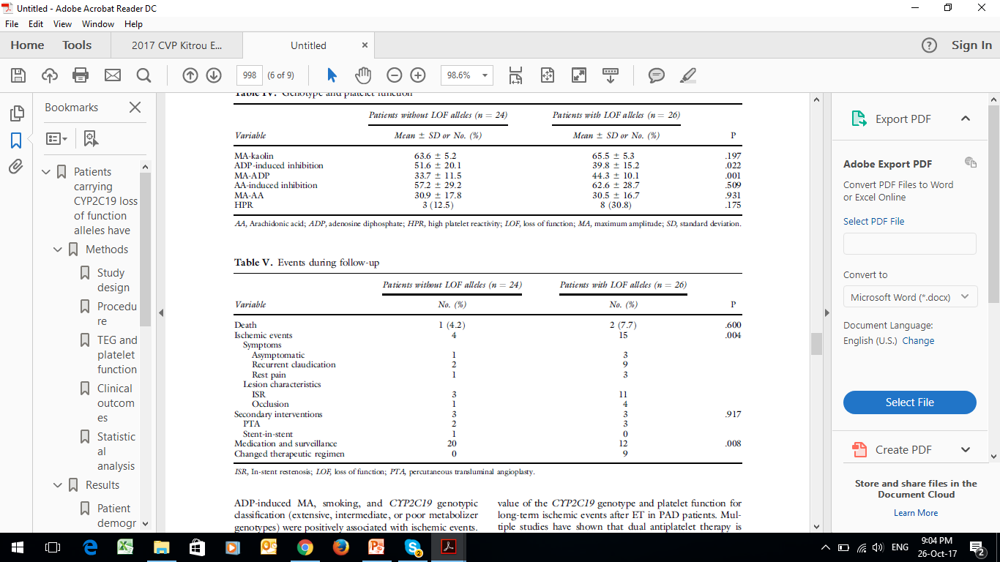 Untitled - Adobe Acrobat Reader DC
File Edit View Window Help
Home Tools 2017 CVP Kitrou E... Untitled × ? Sign In
998 (6 of 9) 98.6%
Bookmarks
Patients
carrying
CYP2C19 loss
of function
alleles have
Methods
Study
design
Procedu
re
TEG and
platelet
function
Clinical
outcom
es
Statistic
al
analysis
Results
Patient
demogr
Table IV. Genotype and platelet function
Patients without LOF alleles (n = 24) Patients with LOF alleles (n = 26)
Variable Mean ± SD or No. (%) Mean ± SD or No. (%) P
MA-kaolin 63.6 ± 5.2 65.5 ± 5.3 .197
ADP-induced inhibition 51.6 ± 20.1 39.8 ± 15.2 .022
MA-ADP 33.7 ± 11.5 44.3 ± 10.1 .001
AA-induced inhibition 57.2 ± 29.2 62.6 ± 28.7 .509
MA-AA 30.9 ± 17.8 30.5 ± 16.7 .931
HPR 3 (12.5) 8 (30.8) .175
AA, Arachidonic acid; ADP, adenosine diphosphate; HPR, high platelet reactivity; LOF, loss of function; MA, maximum amplitude; SD, standard deviation.
Table V. Events during follow-up
Patients without LOF alleles (n = 24) Patients with LOF alleles (n = 26)
Variable No. (%) No. (%) P
Death 1 (4.2) 2 (7.7) .600
Ischemic events 4 15 .004
Symptoms
Asymptomatic 1 3
Recurrent claudication 2 9
Rest pain 1 3
Lesion characteristics
ISR 3 11
Occlusion 1 4
Secondary interventions 3 3 .917
PTA 2 3
Stent-in-stent 1 0
Medication and surveillance 20 12 .008
Changed therapeutic regimen 0 9
ISR, In-stent restenosis; LOF, loss of function; PTA, percutaneous transluminal angioplasty.
ADP-induced MA, smoking, and CYP2C19 genotypic
classification (extensive, intermediate, or poor metabolizer
genotypes) were positively associated with ischemic events.
value of the CYP2C19 genotype and platelet function for
long-term ischemic events after ET in PAD patients. Mul-
tiple studies have shown that dual antiplatelet therapy is
Export PDF
Adobe Export PDF
Convert PDF Files to Word
or Excel Online
Select PDF File
Convert to
Microsoft Word (*.docx)
Document Language:
English (U.S.) Change
Select File
Create PDF
Store and share files in the
Document Cloud
Learn More
ENG
9:04 PM
26-Oct-17
2
2